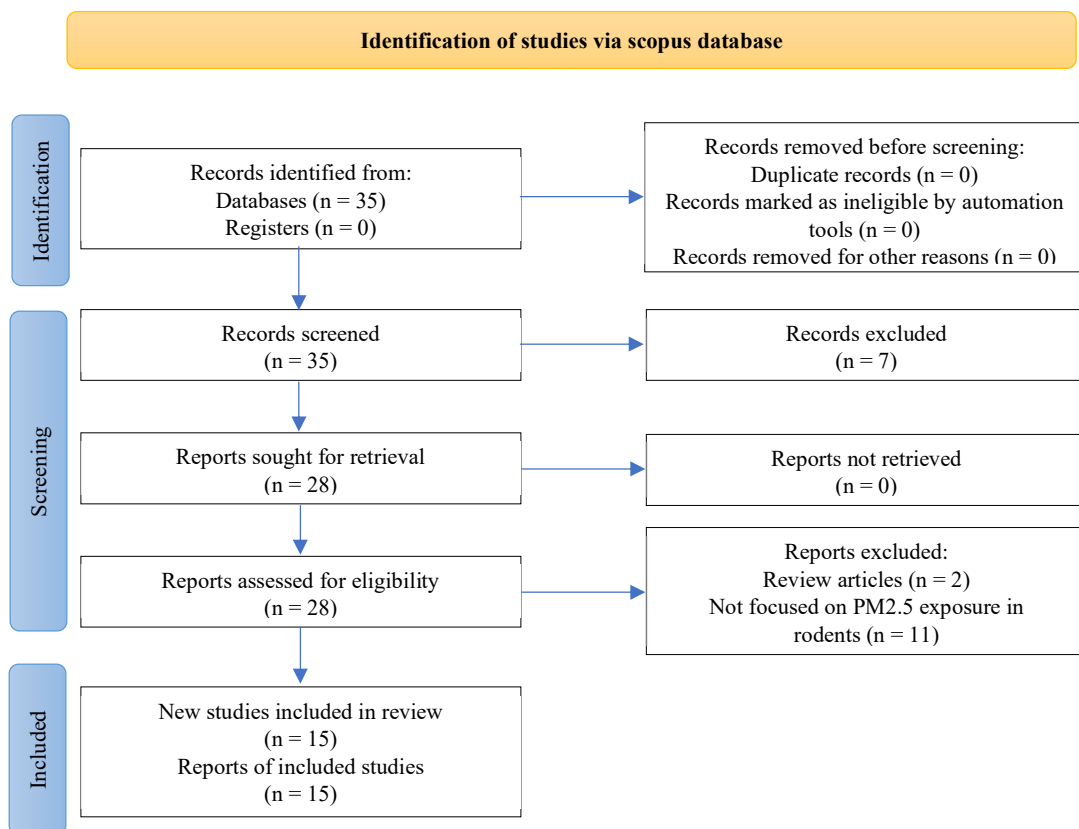 Identification of studies via scopus database
Identification
Records identified from:
Databases (n = 35)
Registers (n = 0)
Records removed before screening:
Duplicate records (n = 0)
Records marked as ineligible by automation
tools (n = 0)
Records removed for other reasons (n = 0)
Screening
Records screened
(n = 35)
Records excluded
(n = 7)
Reports sought for retrieval
(n = 28)
Reports not retrieved
(n = 0)
Reports assessed for eligibility
(n = 28)
Reports excluded:
Review articles (n = 2)
Not focused on PM2.5 exposure in
rodents (n = 11)
Included
New studies included in review
(n = 15)
Reports of included studies
(n = 15)